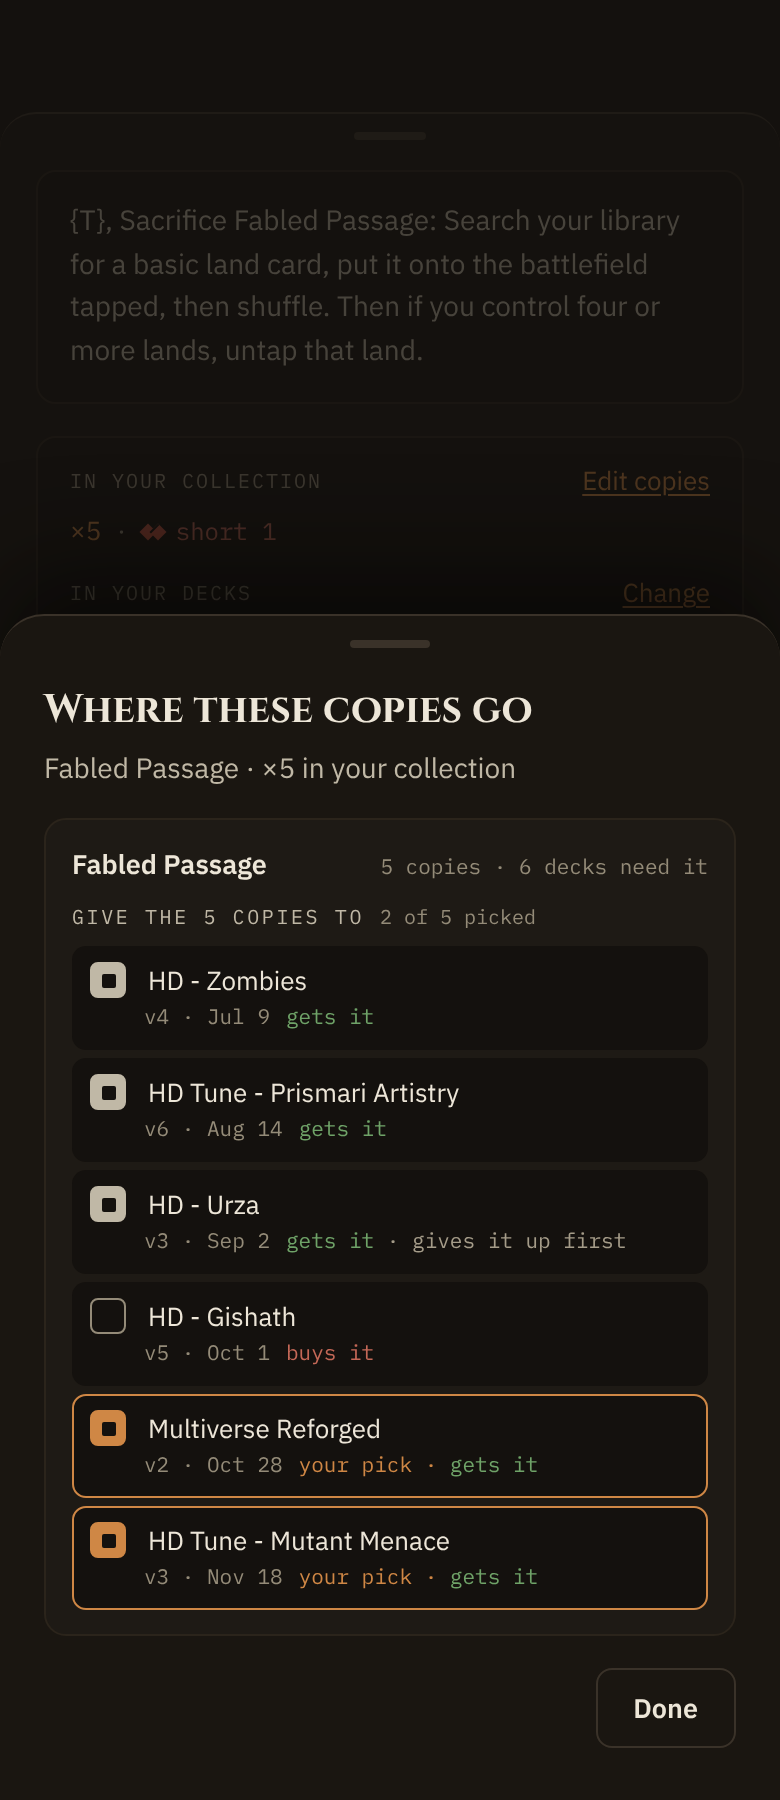 {T}, Sacrifice Fabled Passage: Search your library
for a basic land card, put it onto the battlefield
tapped, then shuffle. Then if you control four or
more lands, untap that land.
IN YOUR COLLECTION Edit copies
×5 · short 1
IN YOUR DECKS Change
WHERE THESE COPIES GO
Fabled Passage · ×5 in your collection
Fabled Passage 5 copies · 6 decks need it
GIVE THE 5 COPIES TO 2 of 5 picked
HD - Zombies
v4 · Jul 9 gets it
HD Tune - Prismari Artistry
v6 · Aug 14 gets it
HD - Urza
v3 · Sep 2 gets it · gives it up first
HD - Gishath
v5 · Oct 1 buys it
Multiverse Reforged
v2 · Oct 28 your pick · gets it
HD Tune - Mutant Menace
v3 · Nov 18 your pick · gets it
Done